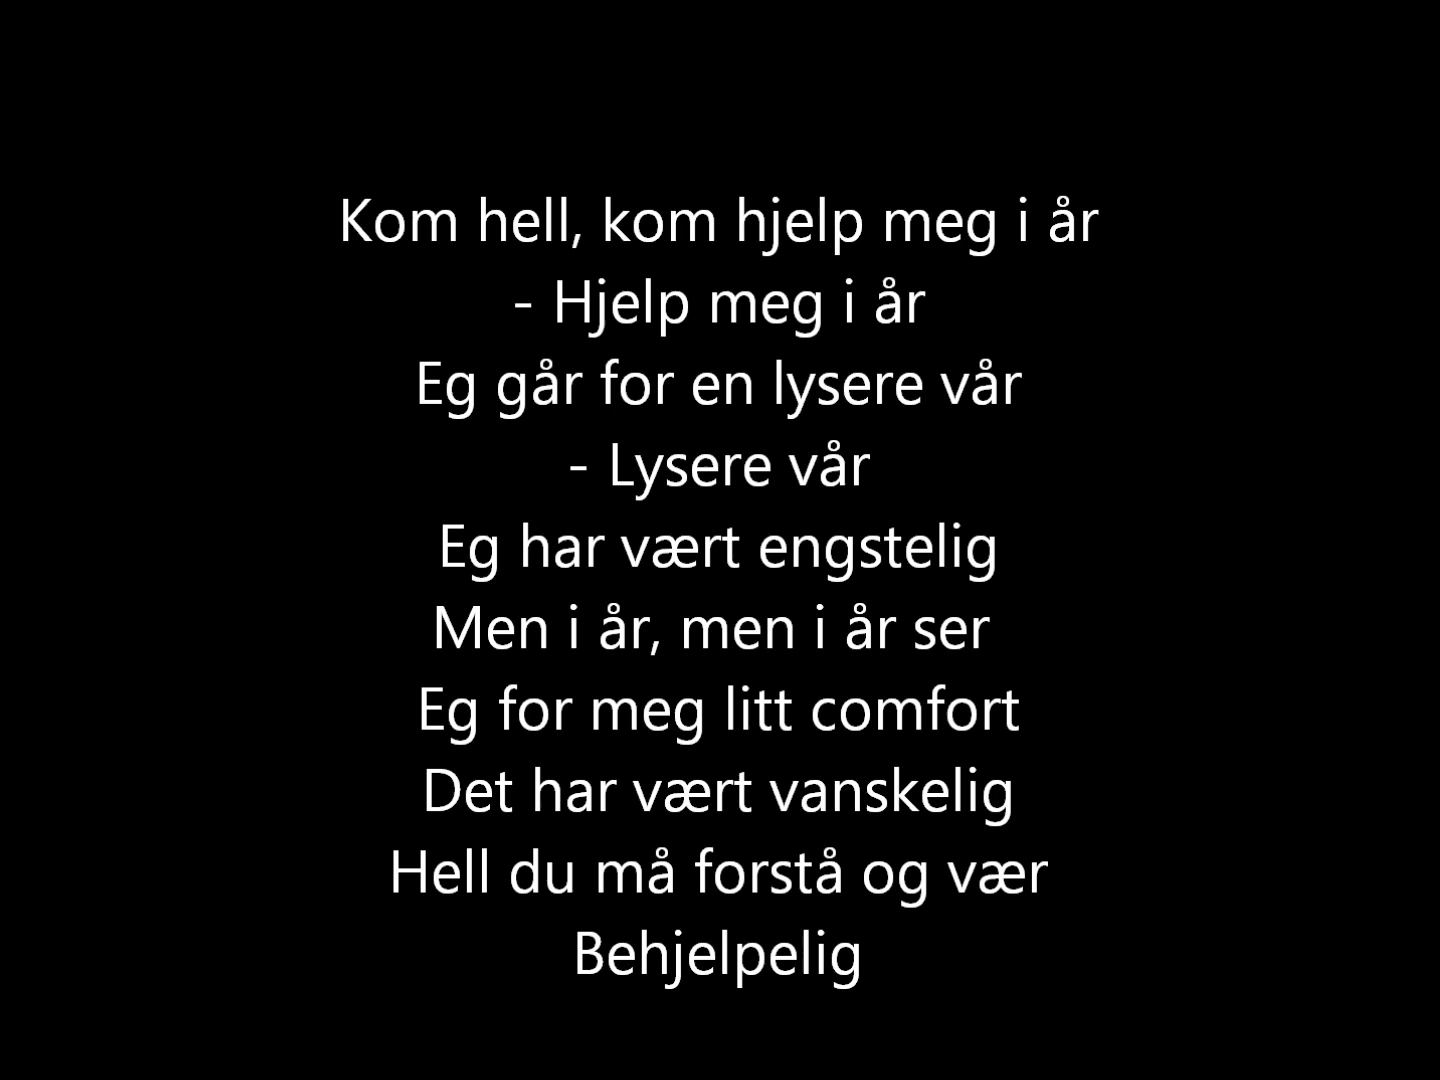 Kom hell, kom hjelp meg i år
- Hjelp meg i år
Eg går for en lysere vår
- Lysere vår
Eg har vært engstelig
Men i år, men i år ser
Eg for meg litt comfort
Det har vært vanskelig
Hell du må forstå og vær
Behjelpelig